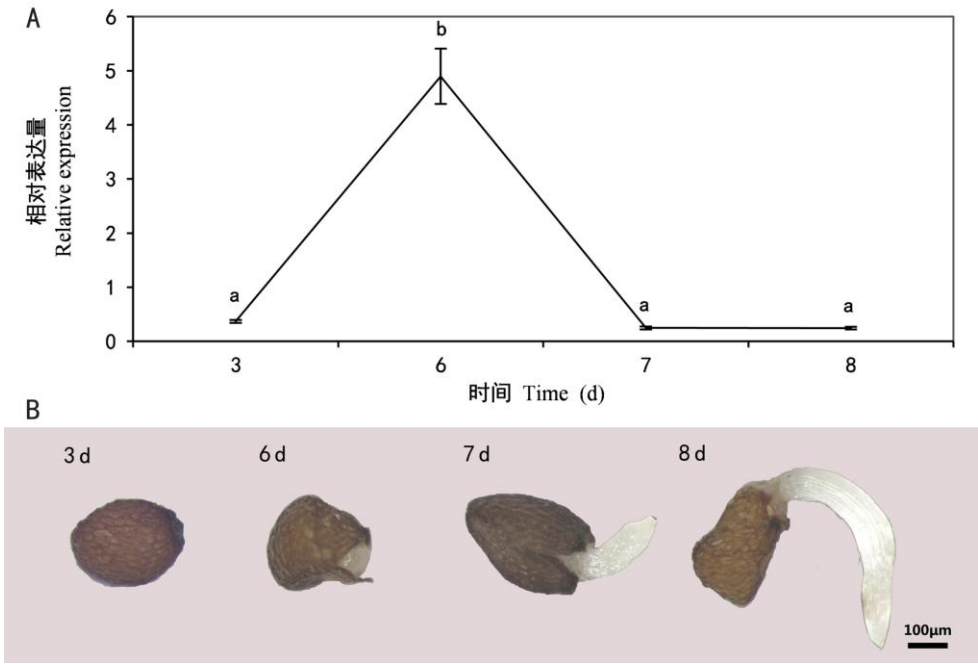 A
6
b
5
4
3
2
1
0
相对表达量
Relative expression
a
a
a
3 6 7 8
时间 Time (d)
B
3 d 6 d 7 d 8 d
100μm